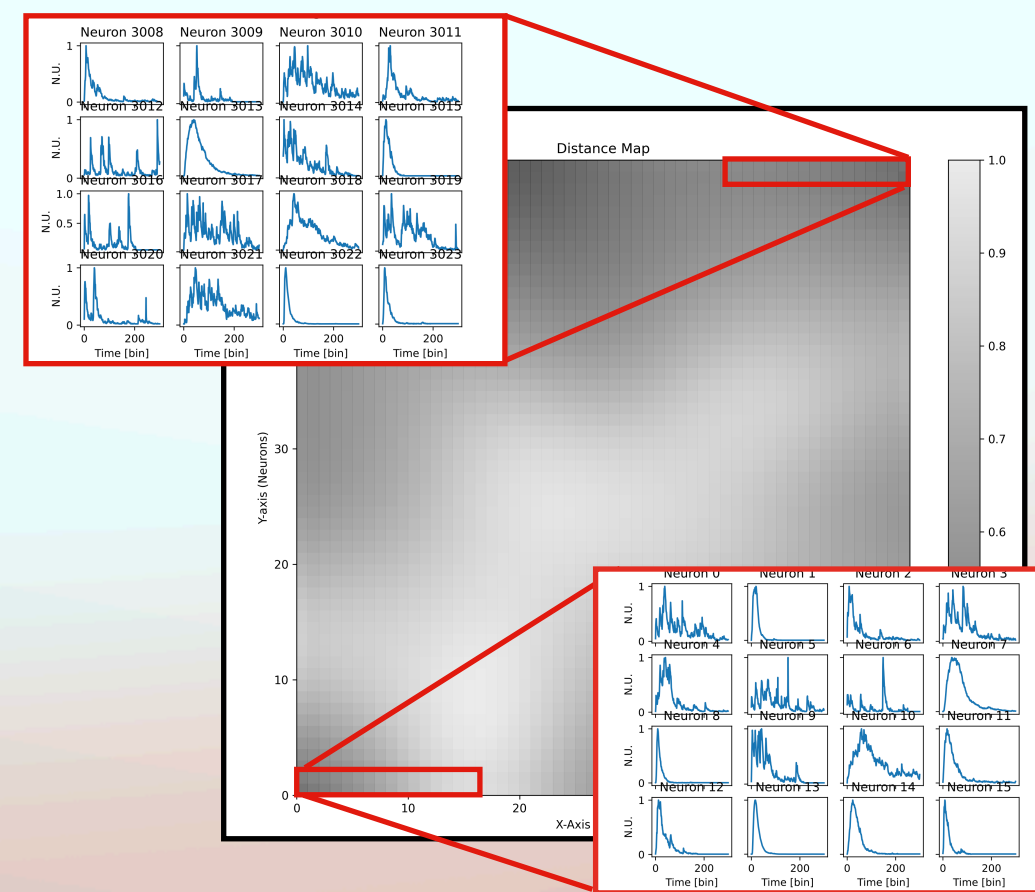 Neuron 3008 Neuron 3009 Neuron 3010 Neuron 3011
1
N.U.
0
Neuron 3012 Neuron 3013 Neuron 3014 Neuron 3015
1
N.U.
0
Neuron 3016 Neuron 3017 Neuron 3018 Neuron 3019
1.0
N.U.
0.5
Neuron 3020 Neuron 3021 Neuron 3022 Neuron 3023
1
N.U.
0
0 200 0 200 0 200 0 200
Time [bin] Time [bin] Time [bin] Time [bin]
Distance Map
1.0
0.9
0.8
0.7
0.6
Y-axis (Neurons)
30
20
10
0
0 10 20
X-Axis
Neuron 0 Neuron 1 Neuron 2 Neuron 3
1
N.U.
0
Neuron 4 Neuron 5 Neuron 6 Neuron 7
1
N.U.
0
Neuron 8 Neuron 9 Neuron 10 Neuron 11
1
N.U.
0
Neuron 12 Neuron 13 Neuron 14 Neuron 15
1
N.U.
0
0 200 0 200 0 200 0 200
Time [bin] Time [bin] Time [bin] Time [bin]